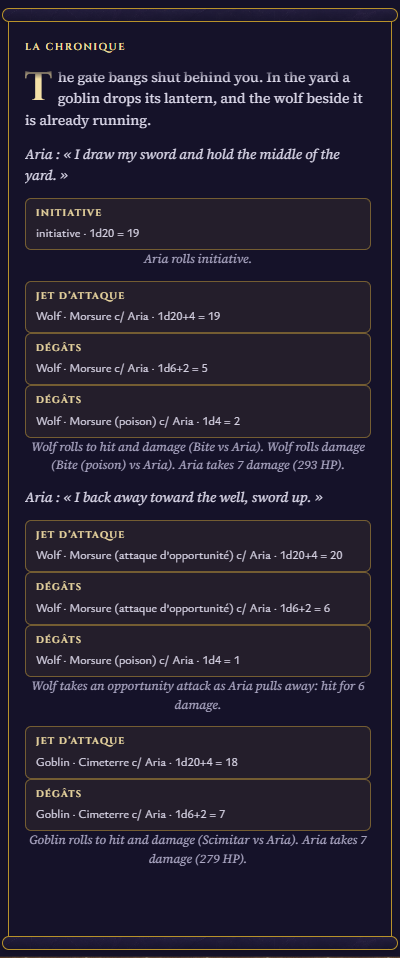 LA CHRONIQUE
The gate bangs shut behind you. In the yard a
goblin drops its lantern, and the wolf beside it
is already running.
Aria : « I draw my sword and hold the middle of the
yard. »
INITIATIVE
initiative · 1d20 = 19
Aria rolls initiative.
JET D'ATTAQUE
Wolf · Morsure c/ Aria · 1d20+4 = 19
DÉGÂTS
Wolf · Morsure c/ Aria · 1d6+2 = 5
DÉGÂTS
Wolf · Morsure (poison) c/ Aria · 1d4 = 2
Wolf rolls to hit and damage (Bite vs Aria). Wolf rolls damage
(Bite (poison) vs Aria). Aria takes 7 damage (293 HP).
Aria : « I back away toward the well, sword up. »
JET D'ATTAQUE
Wolf · Morsure (attaque d'opportunité) c/ Aria · 1d20+4 = 20
DÉGÂTS
Wolf · Morsure (attaque d'opportunité) c/ Aria · 1d6+2 = 6
DÉGÂTS
Wolf · Morsure (poison) c/ Aria · 1d4 = 1
Wolf takes an opportunity attack as Aria pulls away: hit for 6
damage.
JET D'ATTAQUE
Goblin · Cimeterre c/ Aria · 1d20+4 = 18
DÉGÂTS
Goblin · Cimeterre c/ Aria · 1d6+2 = 7
Goblin rolls to hit and damage (Scimitar vs Aria). Aria takes 7
damage (279 HP).